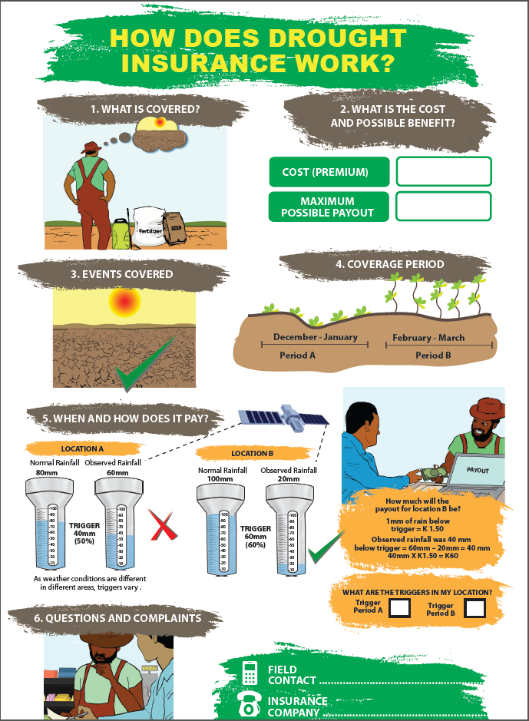 HOW DOES DROUGHT
INSURANCE WORK?
1. WHAT IS COVERED?
Fertilizer
SEED
2. WHAT IS THE COST
AND POSSIBLE BENEFIT?
COST (PREMIUM)
MAXIMUM
POSSIBLE PAYOUT
3. EVENTS COVERED
4. COVERAGE PERIOD
December - January
Period A
February - March
Period B
5. WHEN AND HOW DOES IT PAY?
LOCATION A
Normal Rainfall
80mm
Observed Rainfall
60mm
TRIGGER
40mm
(50%)
As weather conditions are different
in different areas, triggers vary .
LOCATION B
Normal Rainfall
100mm
Observed Rainfall
20mm
TRIGGER
60mm
(60%)
PAYOUT
How much will the
payout for location B be?
1mm of rain below
trigger = K 1.50
Observed rainfall was 40 mm
below trigger = 60mm – 20mm = 40 mm
40mm X K1.50 = K60
WHAT ARE THE TRIGGERS IN MY LOCATION?
Trigger
Period A
Trigger
Period B
6. QUESTIONS AND COMPLAINTS
FIELD
CONTACT
INSURANCE
COMPANY